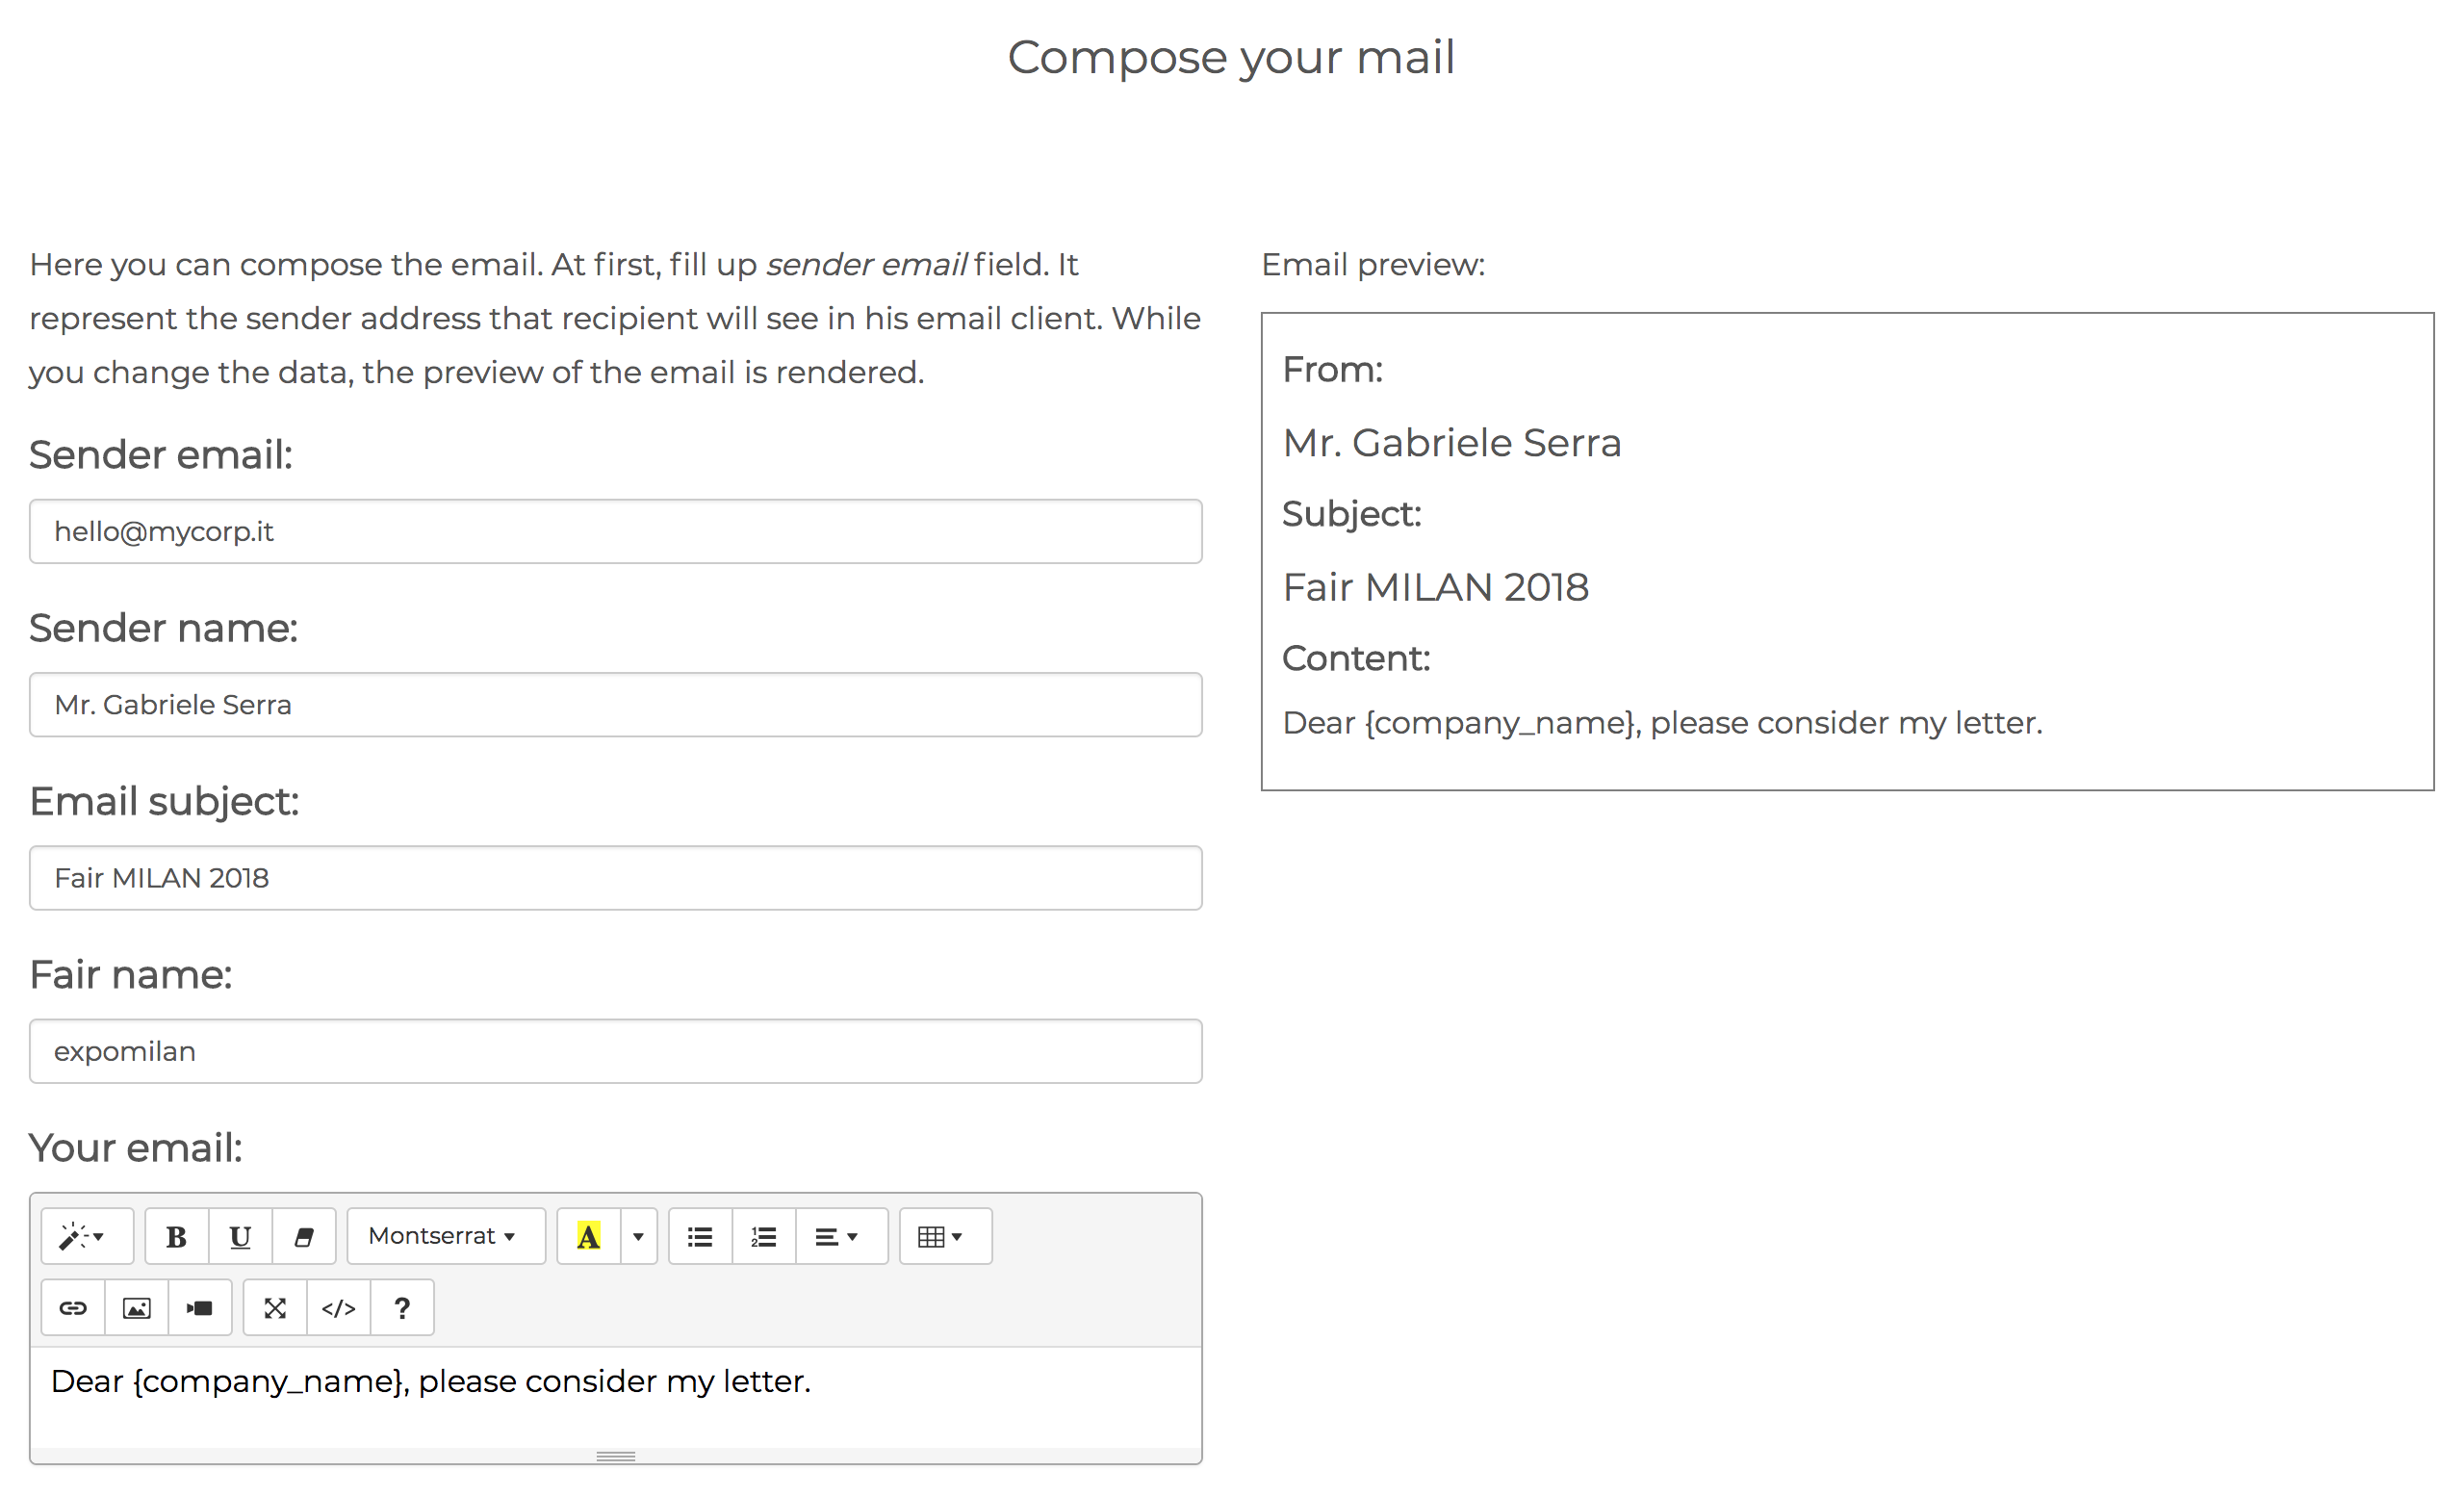 Compose your mail
Here you can compose the email. At first, fill up sender email field. It
represent the sender address that recipient will see in his email client. While
you change the data, the preview of the email is rendered.
Sender email:
hello@mycorp.it
Sender name:
Mr. Gabriele Serra
Email subject:
Fair MILAN 2018
Fair name:
expomilan
Your email:
B U Montserrat A
</> ?
Dear {company_name}, please consider my letter.
Email preview:
From:
Mr. Gabriele Serra
Subject:
Fair MILAN 2018
Content:
Dear {company_name}, please consider my letter.